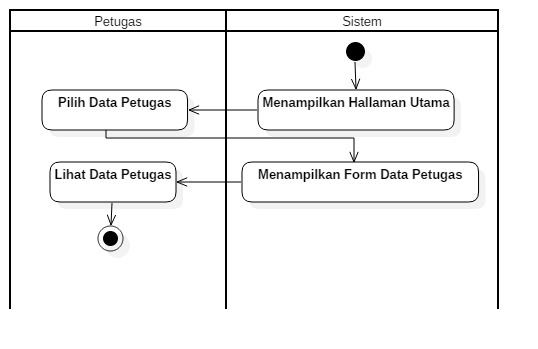 Petugas
Sistem
Pilih Data Petugas
Menampilkan Hallaman Utama
Lihat Data Petugas
Menampilkan Form Data Petugas